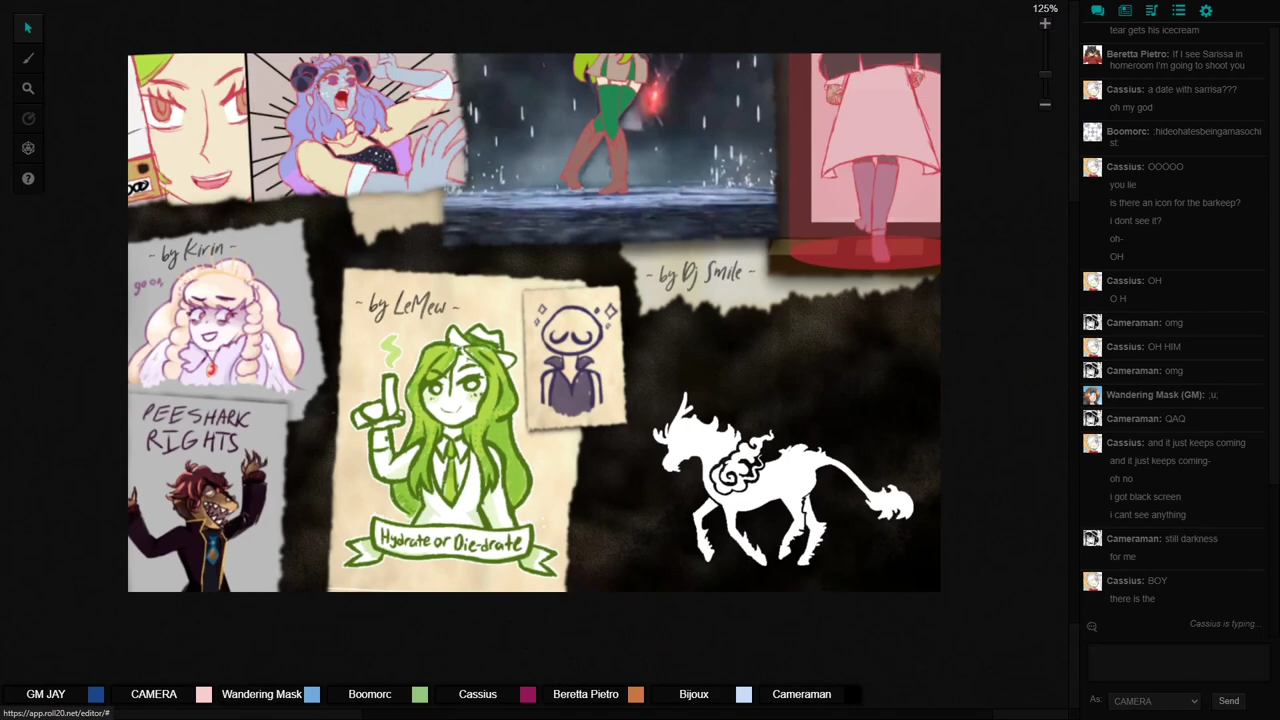 125%
tear gets his icecream
Beretta Pietro: If I see Sarissa in
homeroom I'm going to shoot you
Cassius: a date with sarrisa???
oh my god
Boomorc: :hideohatesbeingamasochi
st:
Cassius: OOOOO
you lie
is there an icon for the barkeep?
i dont see it?
oh-
OH
Cassius: OH
O H
Cameraman: omg
Cassius: OH HIM
Cameraman: omg
Wandering Mask (GM): ;u;
Cameraman: QAQ
Cassius: and it just keeps coming
and it just keeps coming-
oh no
i got black screen
i cant see anything
Cameraman: still darkness
for me
Cassius: BOY
there is the
Cassius is typing...
As:
CAMERA
Send
- by Kirin -
go on,
- by LeMew -
- by Dj Smile -
PEESHARK
RIGHTS
Hydrate or Die-drate
GM JAY
CAMERA
Wandering Mask
Boomorc
Cassius
Beretta Pietro
Bijoux
Cameraman
https://app.roll20.net/editor/#